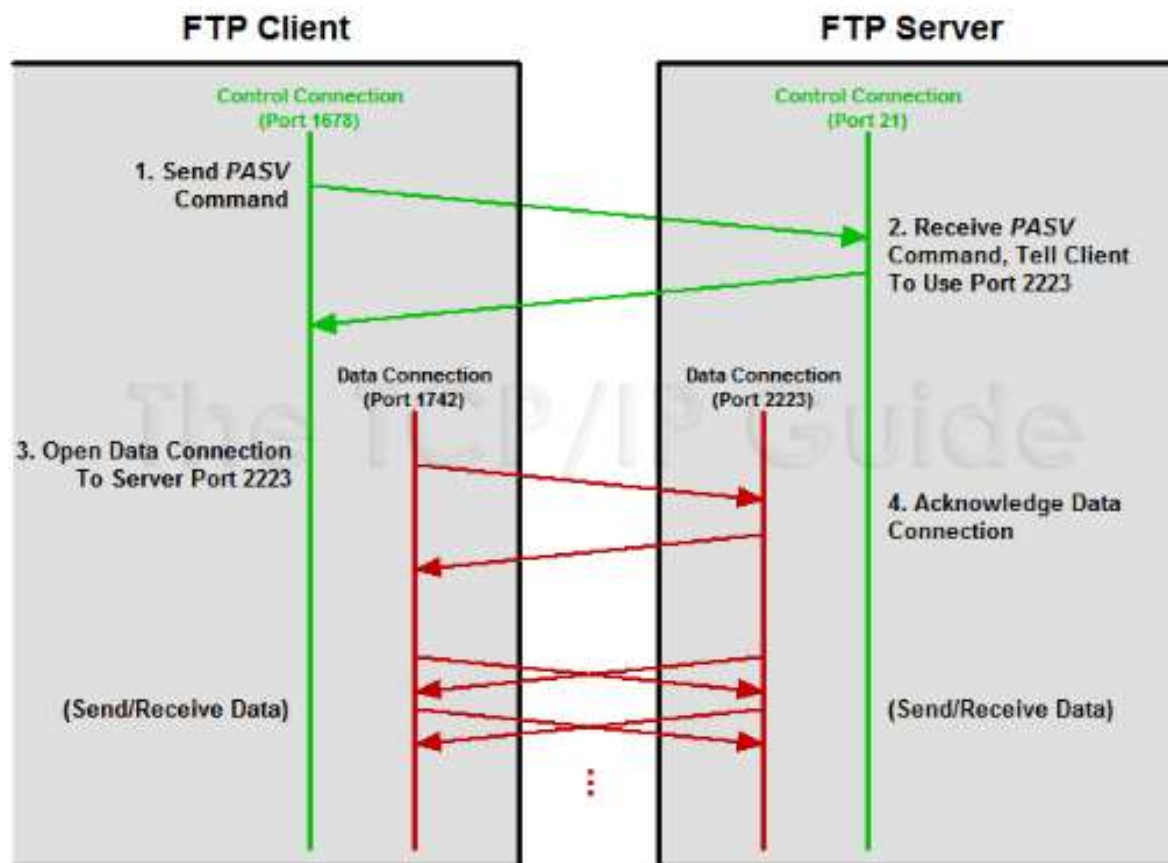 FTP Client
FTP Server
Control Connection
(Port 1678)
Control Connection
(Port 21)
1. Send PASV
Command
2. Receive PASV
Command, Tell Client
To Use Port 2223
Data Connection
(Port 1742)
Data Connection
(Port 2223)
The TCP/IP Guide
3. Open Data Connection
To Server Port 2223
4. Acknowledge Data
Connection
(Send/Receive Data)
(Send/Receive Data)